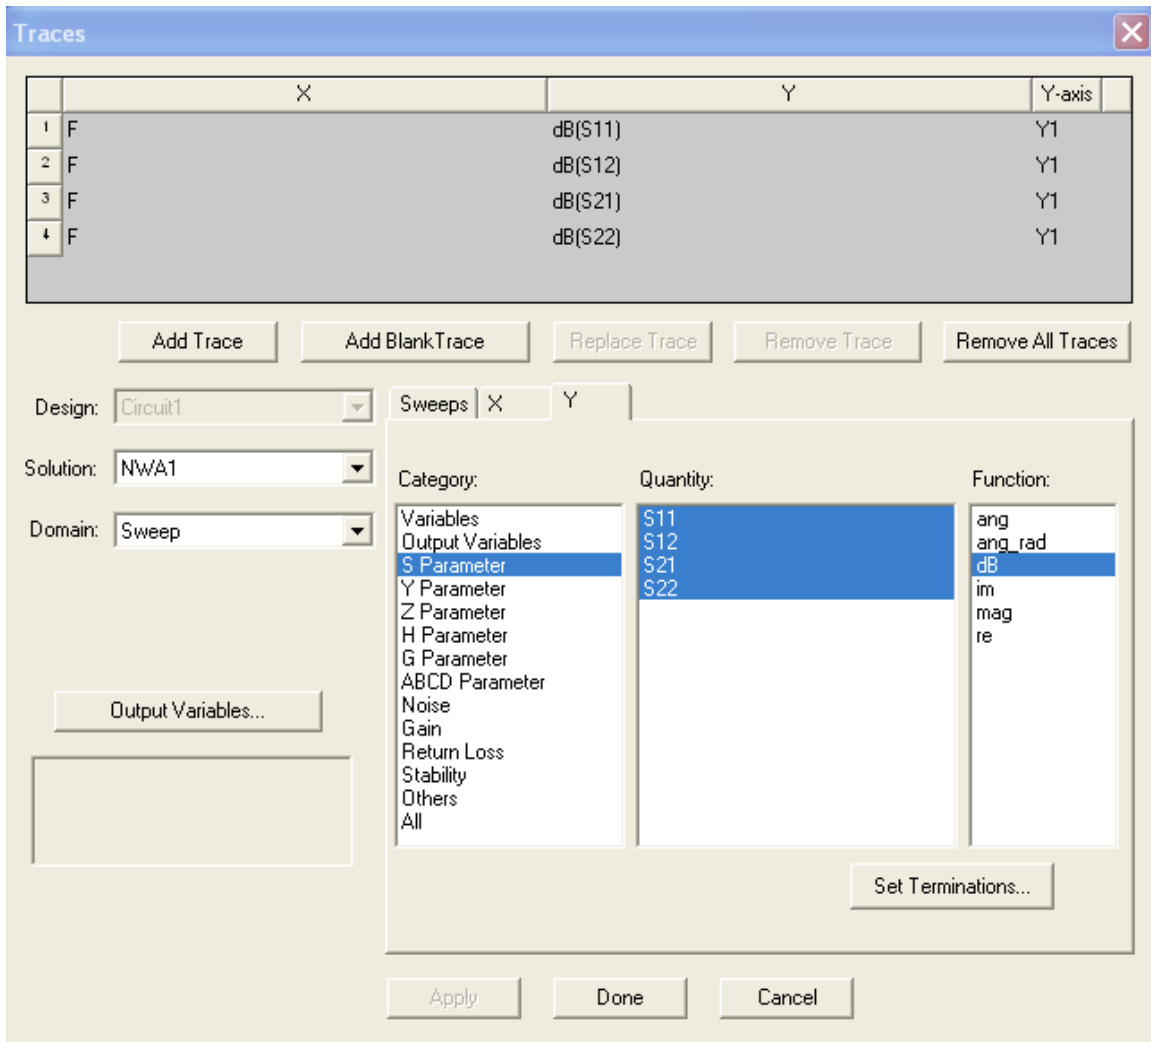 Traces
X Y Y-axis
1 F dB(S11) Y1
2 F dB(S12) Y1
3 F dB(S21) Y1
4 F dB(S22) Y1
Add Trace Add BlankTrace Replace Trace Remove Trace Remove All Traces
Design: Circuit1
Solution: NWA1
Domain: Sweep
Output Variables...
Sweeps X Y
Category:
Variables
Output Variables
S Parameter
Y Parameter
Z Parameter
H Parameter
G Parameter
ABCD Parameter
Noise
Gain
Return Loss
Stability
Others
All
Quantity:
S11
S12
S21
S22
Function:
ang
ang_rad
dB
im
mag
re
Set Terminations...
Apply Done Cancel